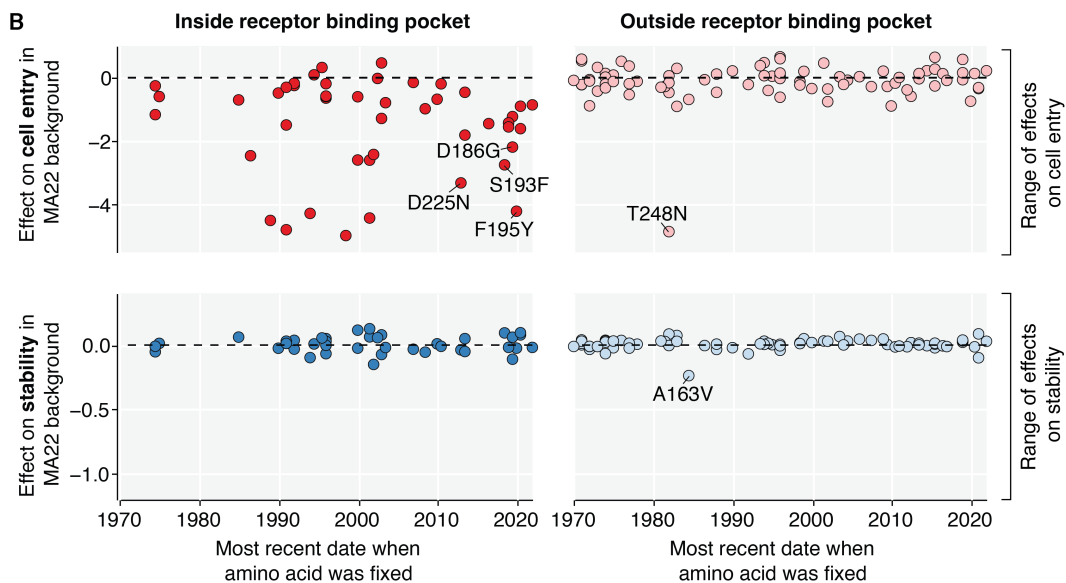 B
Inside receptor binding pocket
Outside receptor binding pocket
Effect on cell entry in
MA22 background
0
−2
−4
D186G
S193F
D225N
F195Y
T248N
Range of effects
on cell entry
Effect on stability in
MA22 background
0.0
−0.5
−1.0
A163V
Range of effects
on stability
1970 1980 1990 2000 2010 2020
1970 1980 1990 2000 2010 2020
Most recent date when
amino acid was fixed
Most recent date when
amino acid was fixed